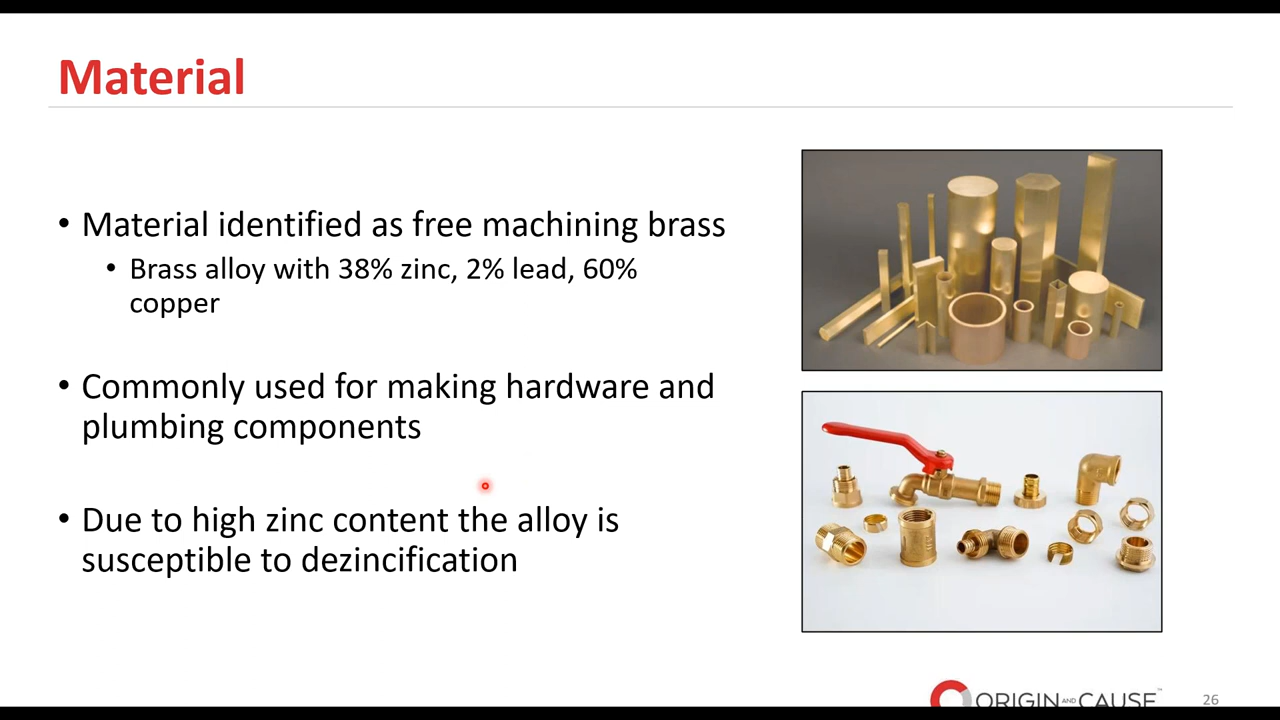 Material
• Material identified as free machining brass
• Brass alloy with 38% zinc, 2% lead, 60%
copper
• Commonly used for making hardware and
plumbing components
• Due to high zinc content the alloy is
susceptible to dezincification
ORIGIN AND CAUSE™
26